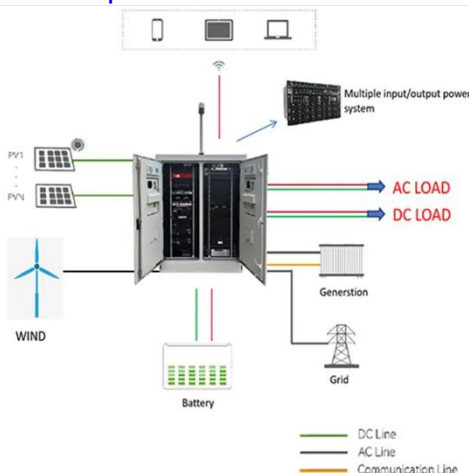 Multiple input/output power
system
PV1
PVN
AC LOAD
DC LOAD
WIND
Generstion
Grid
Battery
DC Line
AC Line
Communication Line